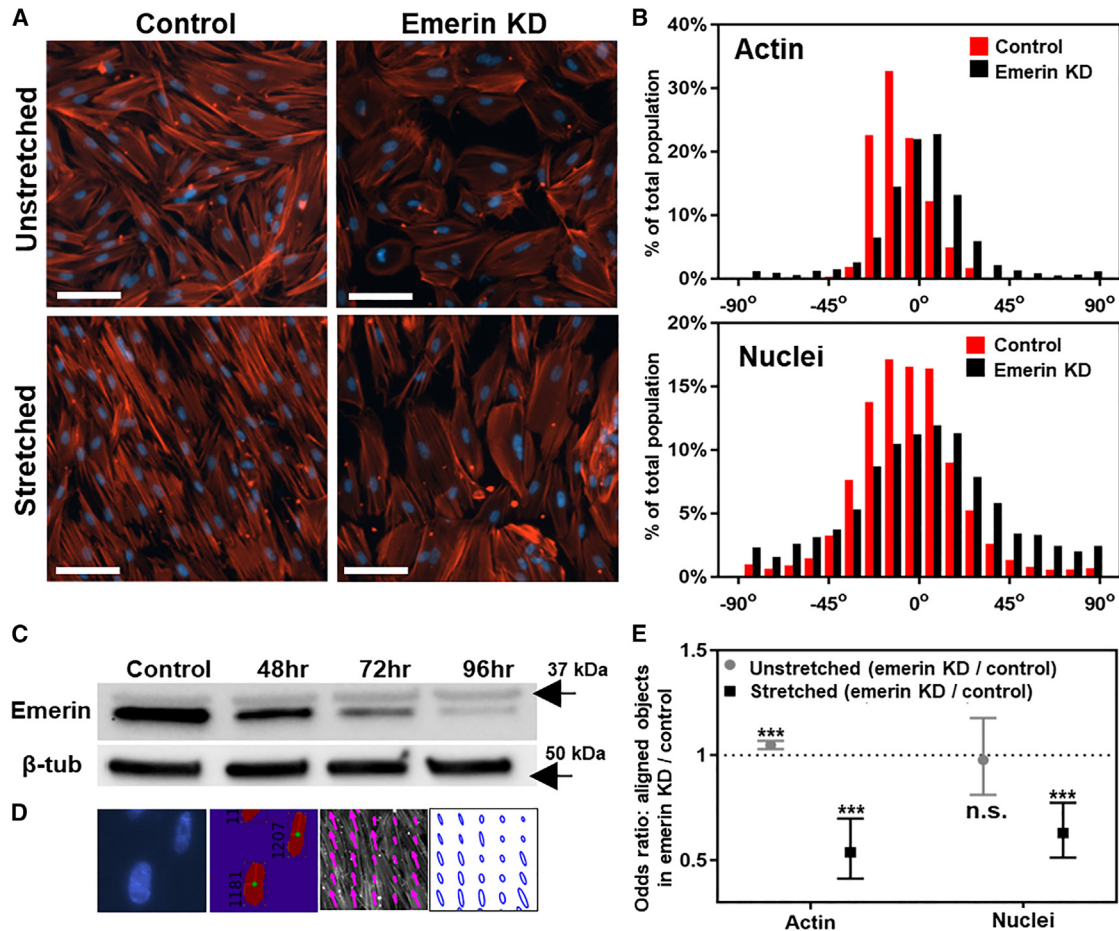 A
Control
Emerin KD
Unstretched
Stretched
B
Actin
Control
Emerin KD
% of total population
40%
30%
20%
10%
0%
-90°
-45°
0°
45°
90°
Nuclei
Control
Emerin KD
% of total population
20%
15%
10%
5%
0%
-90°
-45°
0°
45°
90°
C
Control
48hr
72hr
96hr
37 kDa
Emerin
β-tub
50 kDa
D
1207
1181
E
Unstretched (emerin KD / control)
Stretched (emerin KD / control)
Odds ratio: aligned objects
in emerin KD / control
1.5
1
0.5
***
***
n.s.
***
Actin
Nuclei